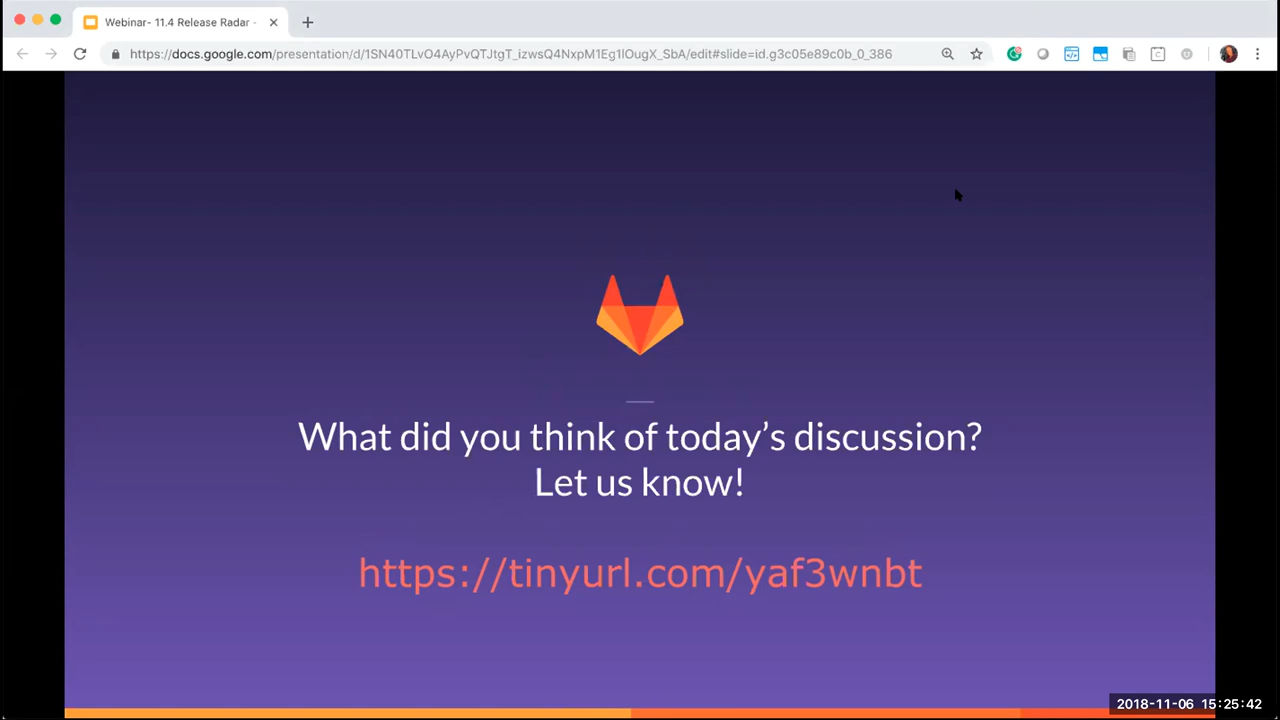 Webinar- 11.4 Release Radar -
https://docs.google.com/presentation/d/1SN40TLvO4AvPvQTJtgT_izwsQ4NxpM1Eg1lOugX_SbA/edit#slide=id.g3c05e89c0b_0_386
What did you think of today’s discussion?
Let us know!
https://tinyurl.com/yaf3wnbt
2018-11-06 15:25:42